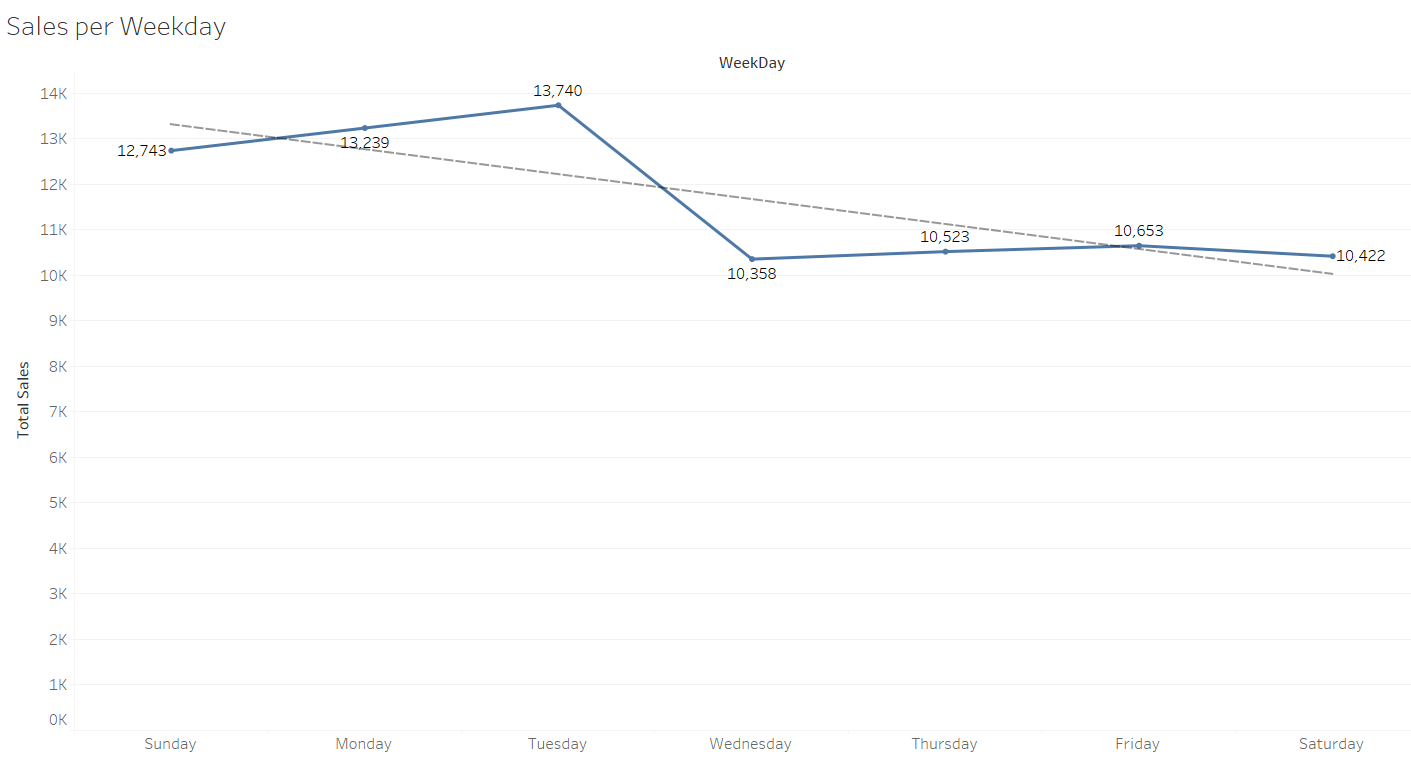 Sales per Weekday
WeekDay
14K
13K
12K
11K
10K
9K
8K
7K
6K
5K
4K
3K
2K
1K
0K
Total Sales
12,743
13,239
13,740
10,358
10,523
10,653
10,422
Sunday Monday Tuesday Wednesday Thursday Friday Saturday